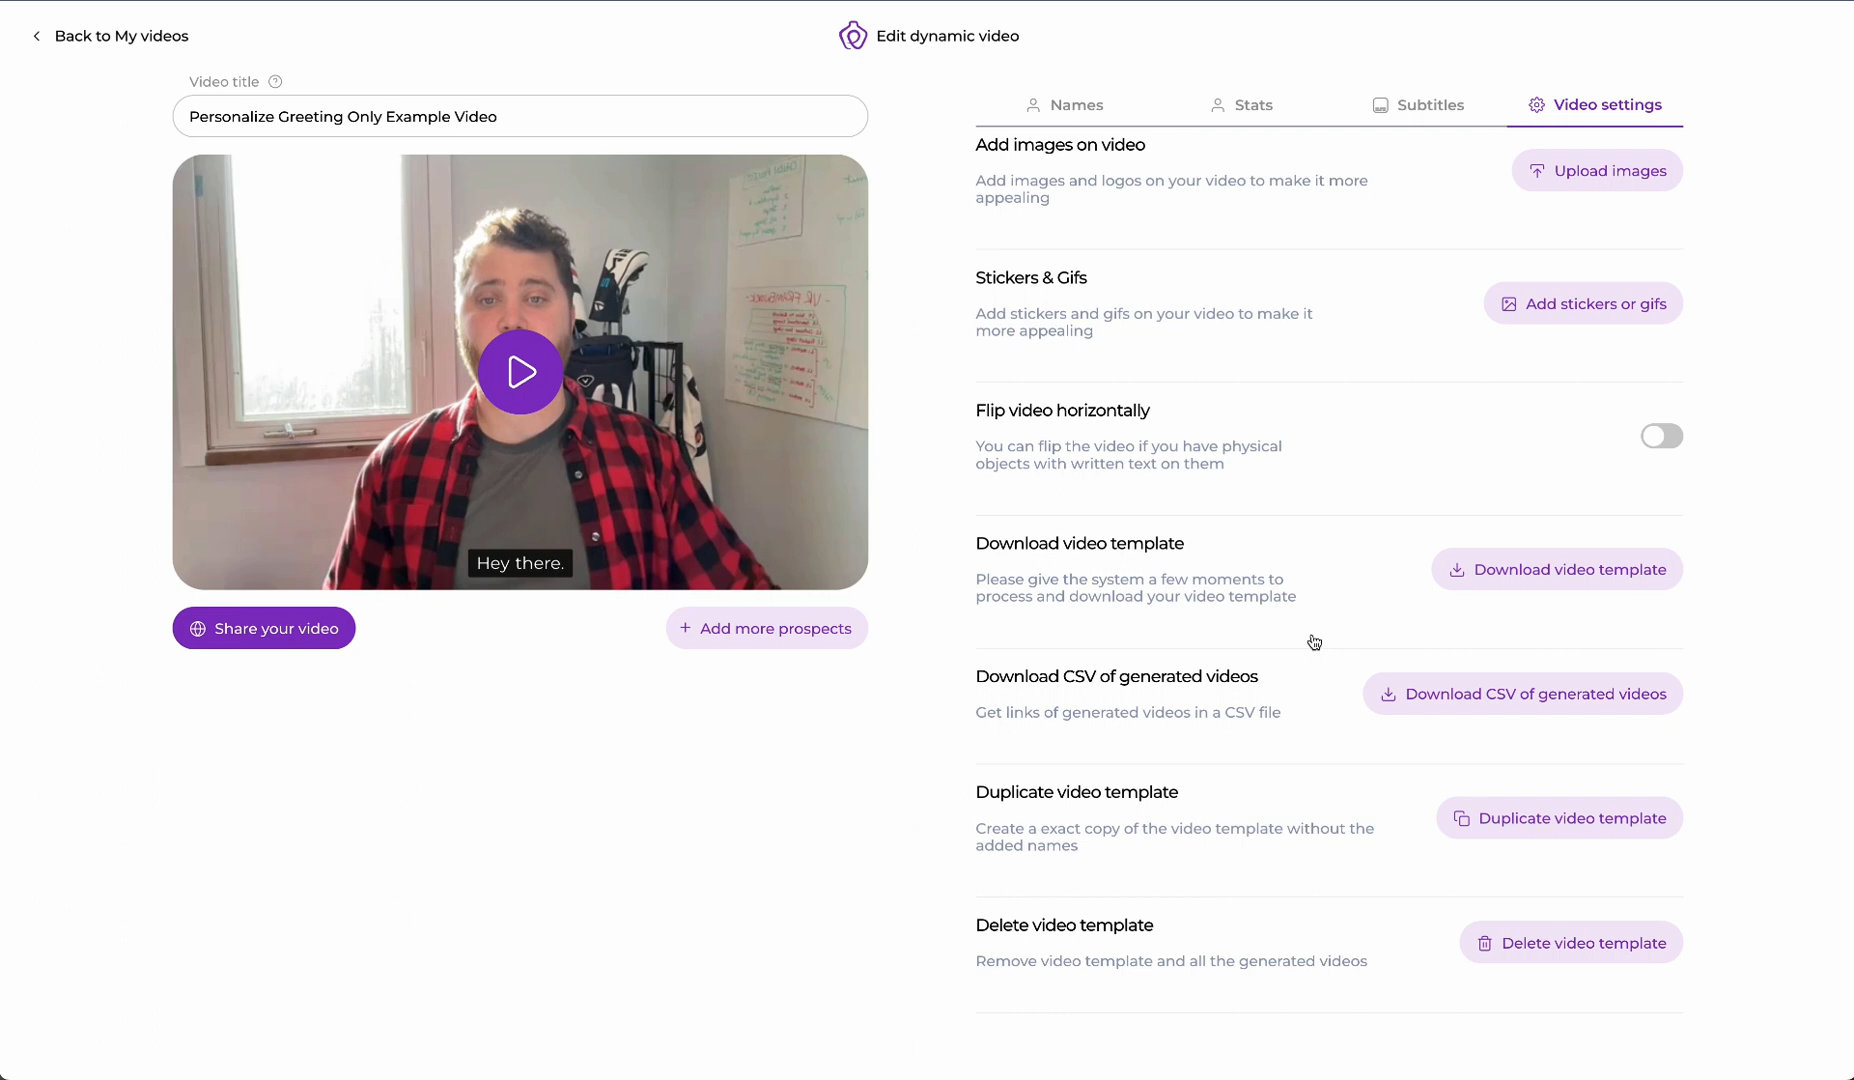 Back to My videos
Edit dynamic video
Video title
Personalize Greeting Only Example Video
Hey there.
Share your video
+ Add more prospects
Names
Stats
Subtitles
Video settings
Add images on video
Add images and logos on your video to make it more
appealing
Upload images
Stickers & Gifs
Add stickers and gifs on your video to make it
more appealing
Add stickers or gifs
Flip video horizontally
You can flip the video if you have physical
objects with written text on them
Download video template
Please give the system a few moments to
process and download your video template
Download video template
Download CSV of generated videos
Get links of generated videos in a CSV file
Download CSV of generated videos
Duplicate video template
Create a exact copy of the video template without the
added names
Duplicate video template
Delete video template
Remove video template and all the generated videos
Delete video template